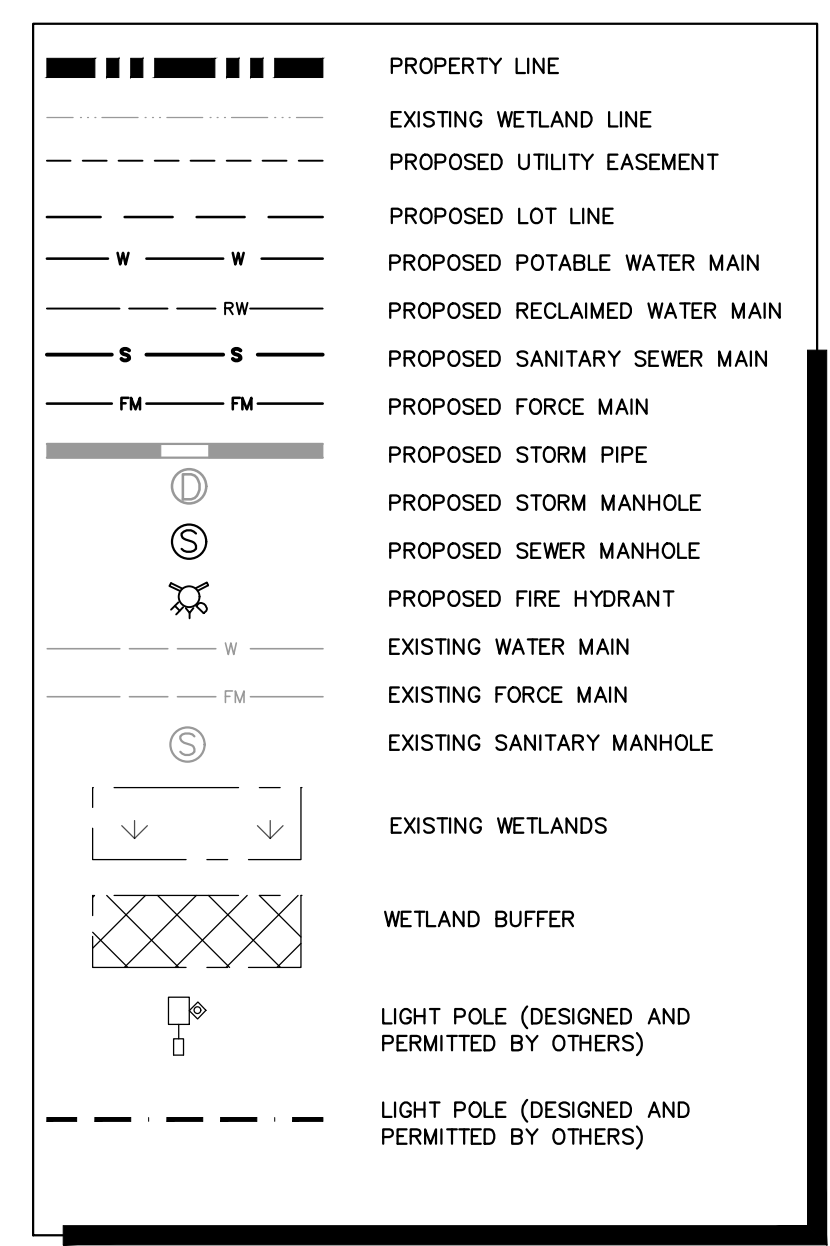 PROPERTY LINE
EXISTING WETLAND LINE
PROPOSED UTILITY EASEMENT
PROPOSED LOT LINE
W W PROPOSED POTABLE WATER MAIN
RW PROPOSED RECLAIMED WATER MAIN
S S PROPOSED SANITARY SEWER MAIN
FM FM PROPOSED FORCE MAIN
PROPOSED STORM PIPE
D PROPOSED STORM MANHOLE
S PROPOSED SEWER MANHOLE
PROPOSED FIRE HYDRANT
W EXISTING WATER MAIN
FM EXISTING FORCE MAIN
S EXISTING SANITARY MANHOLE
EXISTING WETLANDS
WETLAND BUFFER
LIGHT POLE (DESIGNED AND
PERMITTED BY OTHERS)
LIGHT POLE (DESIGNED AND
PERMITTED BY OTHERS)